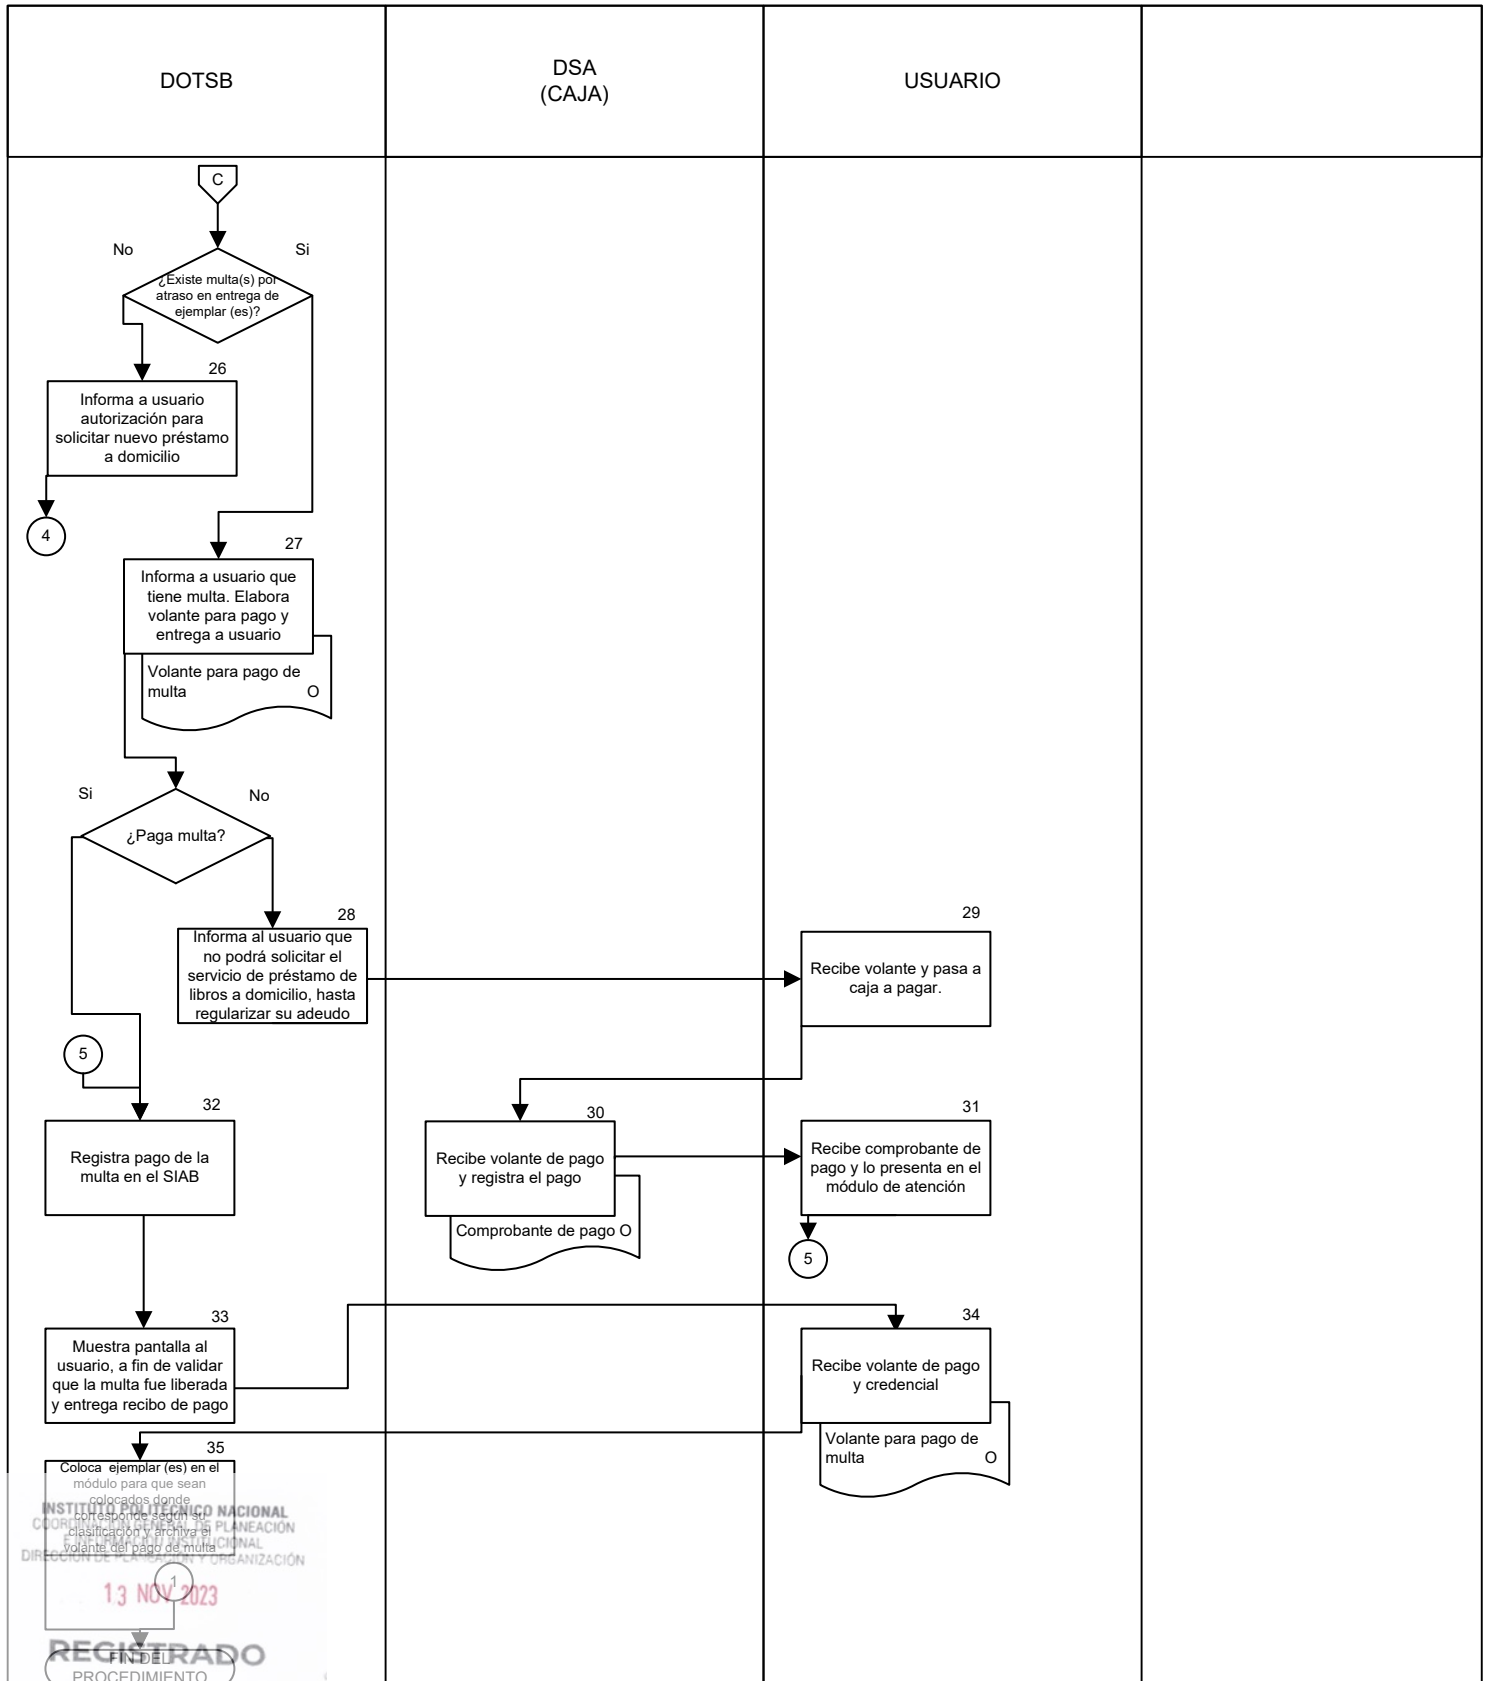 DOTSB
DSA
(CAJA)
USUARIO
C
No
Si
¿Existe multa(s) por
atraso en entrega de
ejemplar (es)?
26
Informa a usuario
autorización para
solicitar nuevo préstamo
a domicilio
4
27
Informa a usuario que
tiene multa. Elabora
volante para pago y
entrega a usuario
Volante para pago de
multa O
Si
No
¿Paga multa?
28
Informa al usuario que
no podrá solicitar el
servicio de préstamo de
libros a domicilio, hasta
regularizar su adeudo
29
Recibe volante y pasa a
caja a pagar.
5
32
Registra pago de la
multa en el SIAB
30
Recibe volante de pago
y registra el pago
Comprobante de pago O
31
Recibe comprobante de
pago y lo presenta en el
módulo de atención
5
33
Muestra pantalla al
usuario, a fin de validar
que la multa fue liberada
y entrega recibo de pago
34
Recibe volante de pago
y credencial
Volante para pago de
multa O
35
Coloca ejemplar (es) en el
módulo para que sean
colocados donde
corresponde según su
clasificación y archiva el
volante del pago de multa
INSTITUTO POLITÉCNICO NACIONAL
COORDINACIÓN GENERAL DE PLANEACIÓN
E INFORMACIÓN INSTITUCIONAL
DIRECCIÓN DE PLANEACIÓN Y ORGANIZACIÓN
1
13 NOV 2023
REGISTRADO
FIN DEL
PROCEDIMIENTO